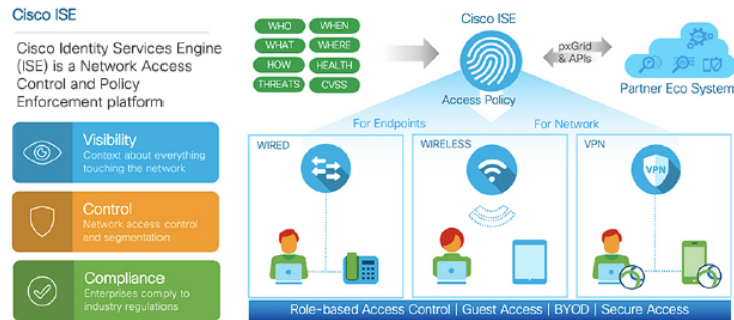 Cisco ISE
Cisco Identity Services Engine
(ISE) is a Network Access
Control and Policy
Enforcement platform
Visibility
Context about everything
touching the network
Control
Network access control
and segmentation
Compliance
Enterprises comply to
industry regulations
WHO
WHEN
WHAT
WHERE
HOW
HEALTH
THREATS
CVSS
Cisco ISE
Access Policy
pxGrid
& APIs
Partner Eco System
For Endpoints
For Network
WIRED
WIRELESS
VPN
VPN
Role-based Access Control | Guest Access | BYOD | Secure Access